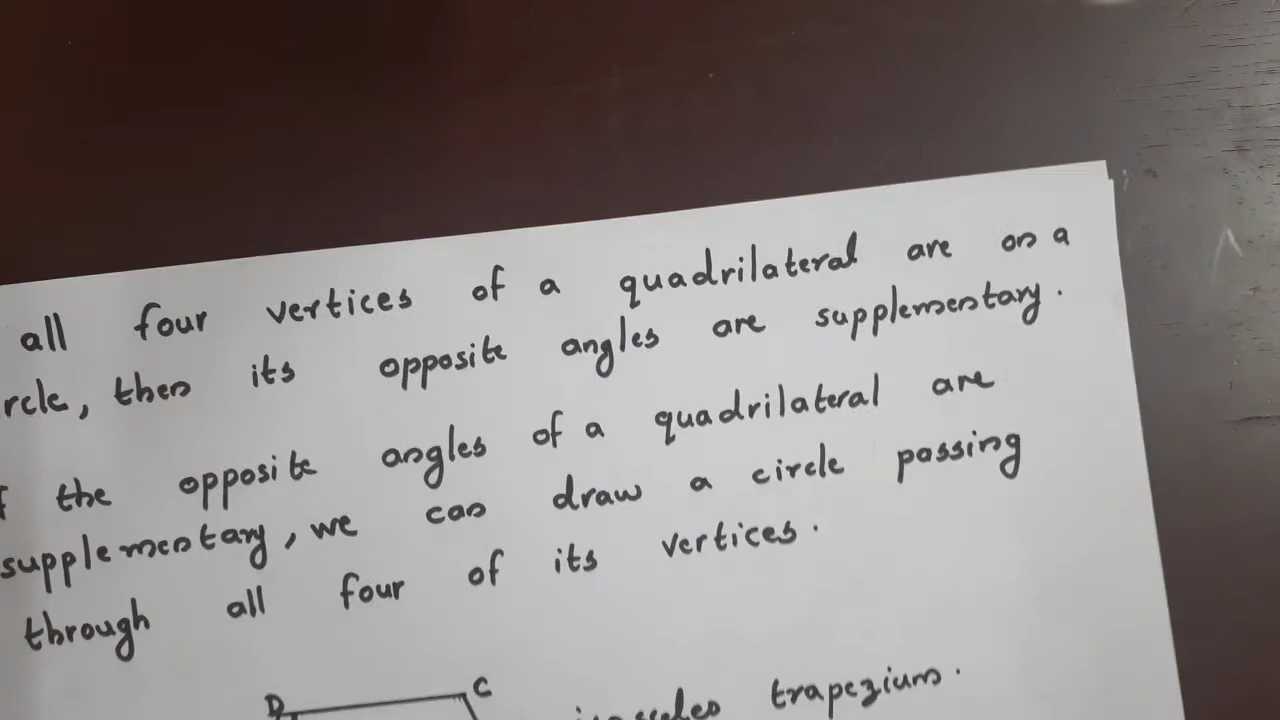 all four vertices of a quadrilateral are on a
rcle, then its opposite angles are supplementary.
f the opposite angles of a quadrilateral are
supplementary, we can draw a circle passing
through all four of its vertices.
D C
trapezium.